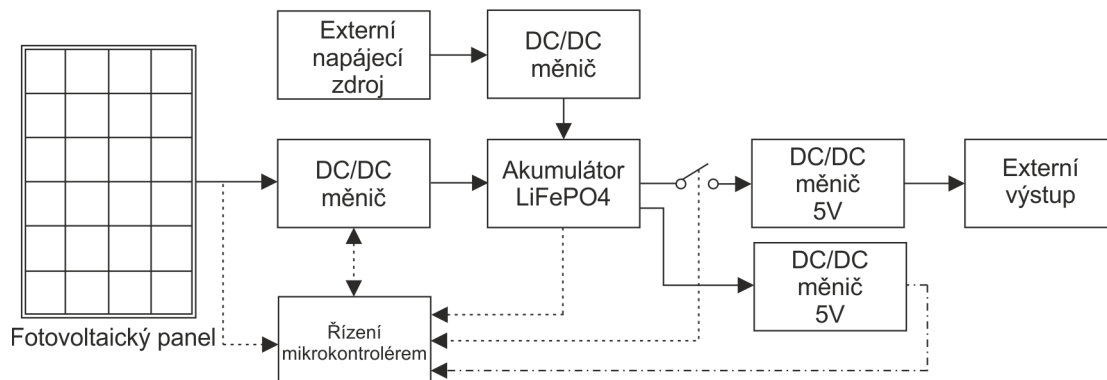 Externí
napájecí
zdroj
DC/DC
měnič
DC/DC
měnič
Akumulátor
LiFePO4
DC/DC
měnič
5V
Externí
výstup
DC/DC
měnič
5V
Fotovoltaický panel
Řízení
mikrokontrolérem